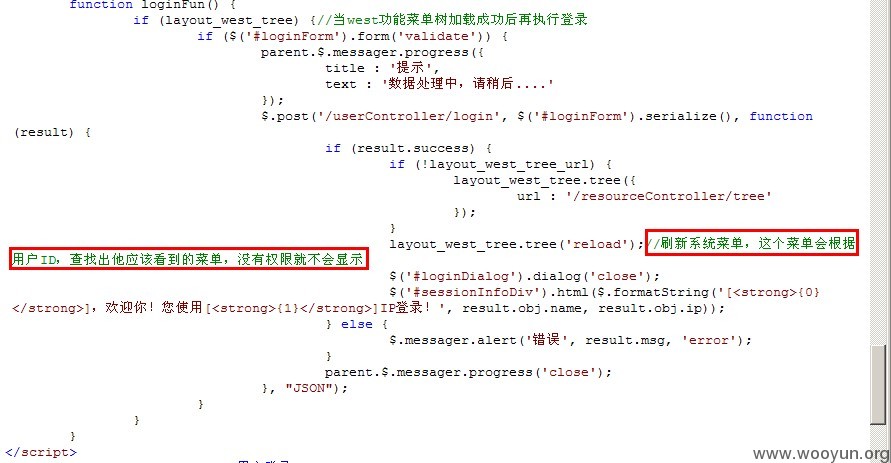 function loginFun() {
if (layout_west_tree) {//当west功能菜单树加载成功后再执行登录
if ($('#loginForm').form('validate')) {
parent.$.messager.progress({
title : '提示',
text : '数据处理中，请稍后....'
});
$.post('/userController/login', $('#loginForm').serialize(), function
(result) {
if (result.success) {
if (!layout_west_tree_url) {
layout_west_tree.tree({
url : '/resourceController/tree'
});
}
layout_west_tree.tree('reload');//刷新系统菜单，这个菜单会根据
用户ID，查找出他应该看到的菜单，没有权限就不会显示
$('#loginDialog').dialog('close');
$('#sessionInfoDiv').html($.formatString('[<strong>{0}
</strong>]，欢迎你！您使用[<strong>{1}</strong>]IP登录！', result.obj.name, result.obj.ip));
} else {
$.messager.alert('错误', result.msg, 'error');
}
parent.$.messager.progress('close');
}, "JSON");
}
}
}
</script>
www.wooyun.org